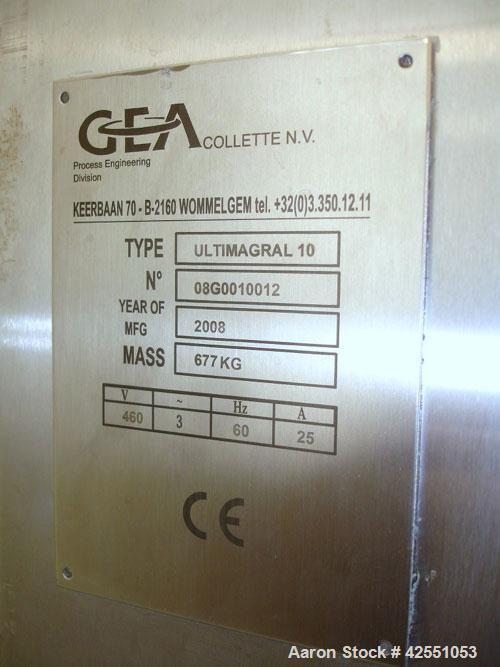 GEA COLLETTE N.V.
Process Engineering
Division
KEERBAAN 70 - B-2160 WOMMELGEM tel. +32(0)3.350.12.11
TYPE ULTIMAGRAL 10
N° 08G0010012
YEAR OF
MFG 2008
MASS 677 KG
V ~ Hz A
460 3 60 25
CE
Aaron Stock # 42551053